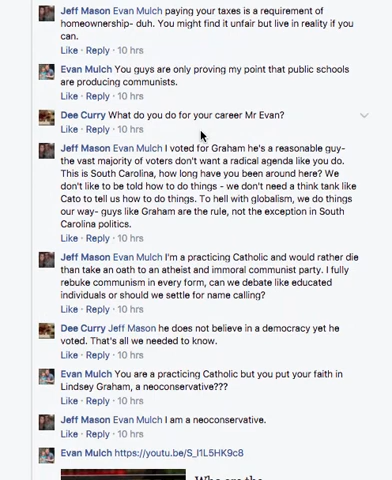 Jeff Mason Evan Mulch paying your taxes is a requirement of
homeownership- duh. You might find it unfair but live in reality if you
can.
Like · Reply · 10 hrs
Evan Mulch You guys are only proving my point that public schools
are producing communists.
Like · Reply · 10 hrs
Dee Curry What do you do for your career Mr Evan?
Like · Reply · 10 hrs
Jeff Mason Evan Mulch I voted for Graham he's a reasonable guy-
the vast majority of voters don't want a radical agenda like you do.
This is South Carolina, how long have you been around here? We
don't like to be told how to do things - we don't need a think tank like
Cato to tell us how to do things. To hell with globalism, we do things
our way- guys like Graham are the rule, not the exception in South
Carolina politics.
Like · Reply · 10 hrs
Jeff Mason Evan Mulch I'm a practicing Catholic and would rather die
than take an oath to an atheist and immoral communist party. I fully
rebuke communism in every form, can we debate like educated
individuals or should we settle for name calling?
Like · Reply · 10 hrs
Dee Curry Jeff Mason he does not believe in a democracy yet he
voted. That's all we needed to know.
Like · Reply · 10 hrs
Evan Mulch You are a practicing Catholic but you put your faith in
Lindsey Graham, a neoconservative???
Like · Reply · 10 hrs
Jeff Mason Evan Mulch I am a neoconservative.
Like · Reply · 10 hrs
Evan Mulch https://youtu.be/S_I1L5HK9c8
Who are the